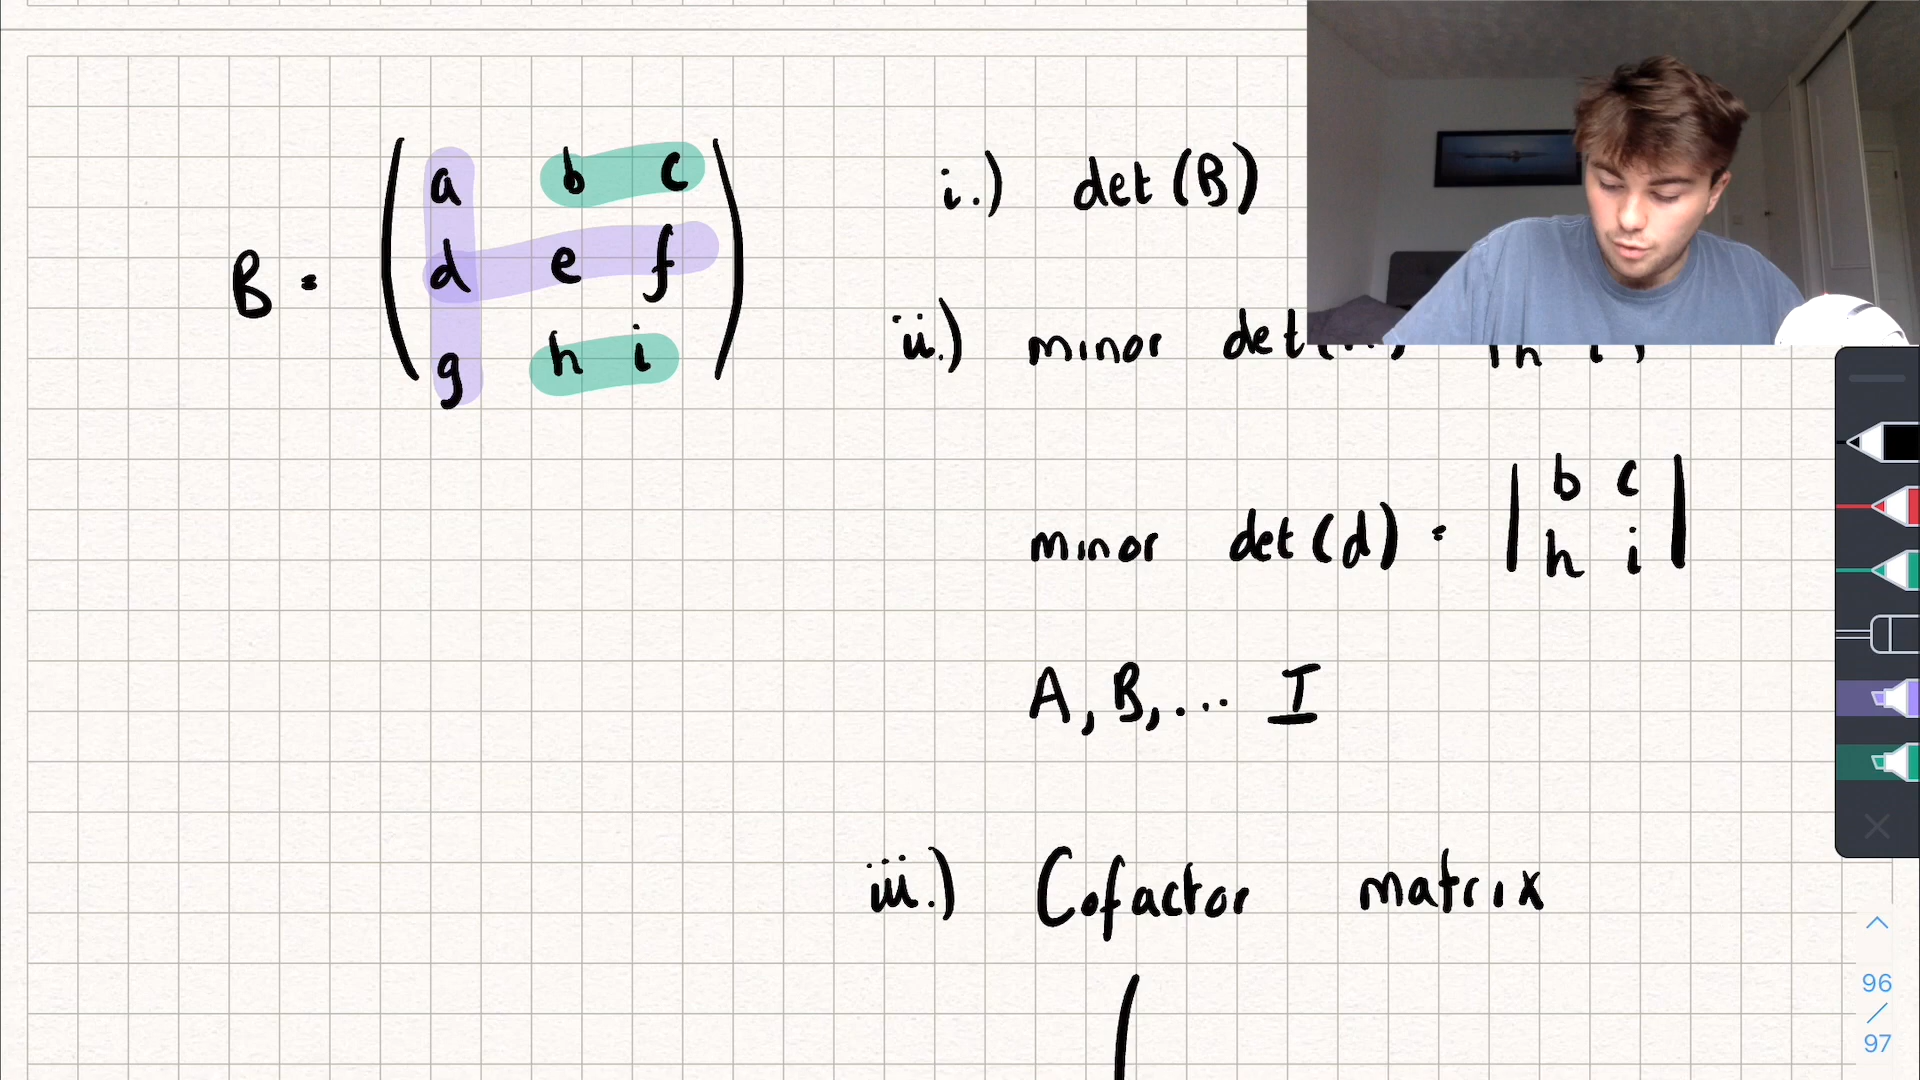 B = ( a b c
d e f
g h i )
i.) det (B)
ii.) minor det h i
minor det (d) = | b c
h i |
A, B, ... I
iii.) Cofactor matrix
96
/
97